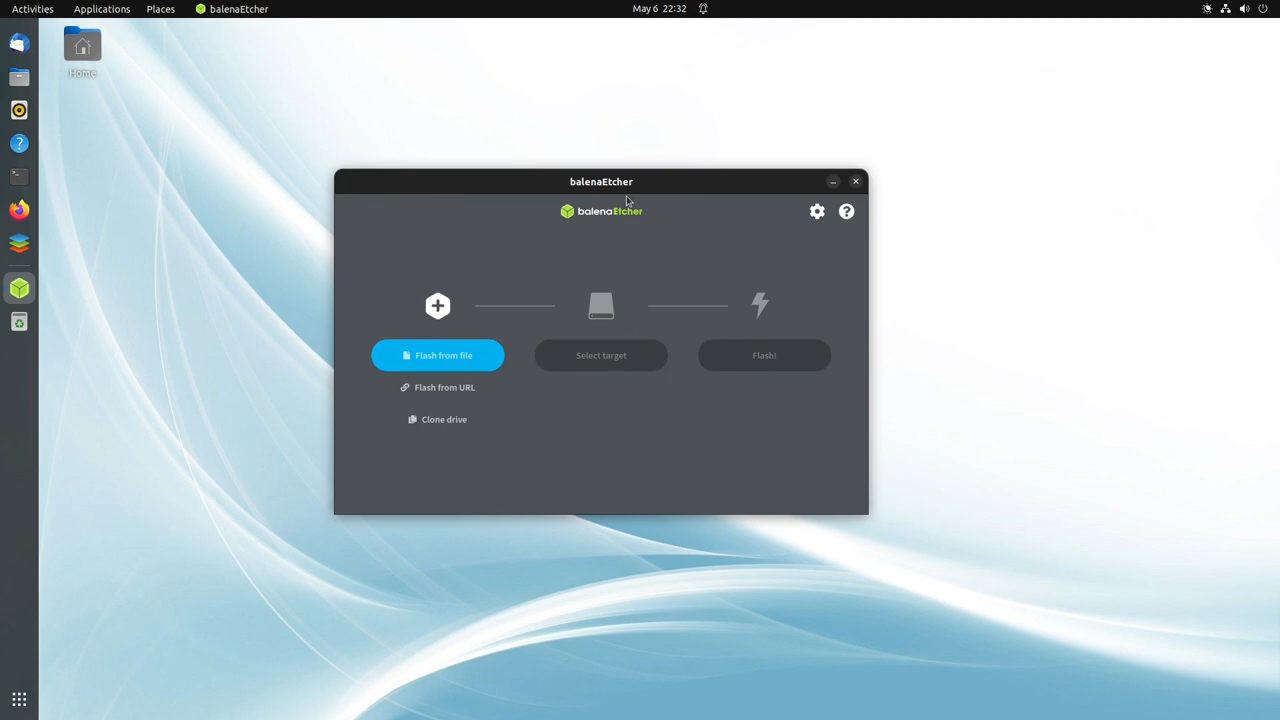 Activities
Applications
Places
balenaEtcher
May 6 22:32
Home
balenaEtcher
balenaEtcher
Flash from file
Select target
Flash!
Flash from URL
Clone drive